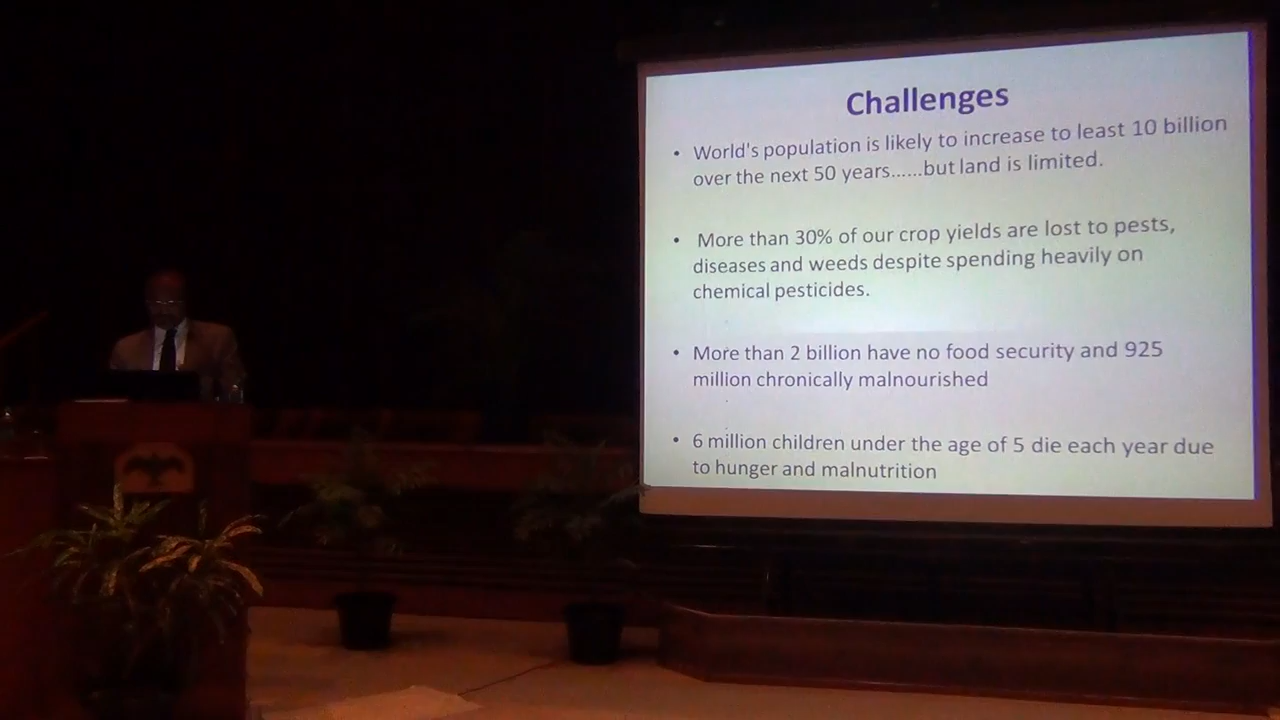 Challenges
• World's population is likely to increase to least 10 billion
over the next 50 years......but land is limited.
• More than 30% of our crop yields are lost to pests,
diseases and weeds despite spending heavily on
chemical pesticides.
• More than 2 billion have no food security and 925
million chronically malnourished
• 6 million children under the age of 5 die each year due
to hunger and malnutrition